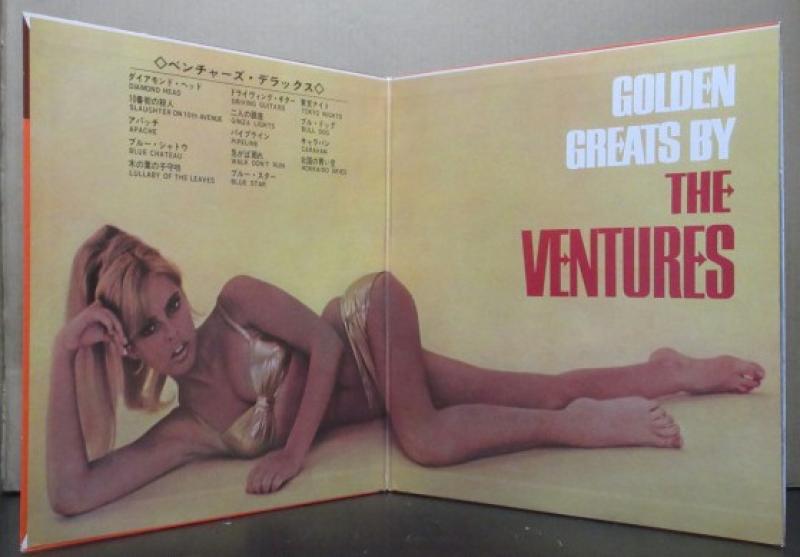 ◇ベンチャーズ・デラックス◇
ダイアモンド・ヘッド
DIAMOND HEAD
10番街の殺人
SLAUGHTER ON 10th AVENUE
アパッチ
APACHE
ブルー・シャトウ
BLUE CHATEAU
木の葉の子守唄
LULLABY OF THE LEAVES
ドライヴィング・ギター
DRIVING GUITARS
二人の銀座
GINZA LIGHTS
パイプライン
PIPELINE
急がば廻れ
WALK DON'T RUN
ブルー・スター
BLUE STAR
東京ナイト
TOKYO NIGHTS
ブル・ドッグ
BULL DOG
キャラバン
CARAVAN
北国の青い空
HOKKAIDO SKIES
GOLDEN
GREATS BY
THE
VENTURES